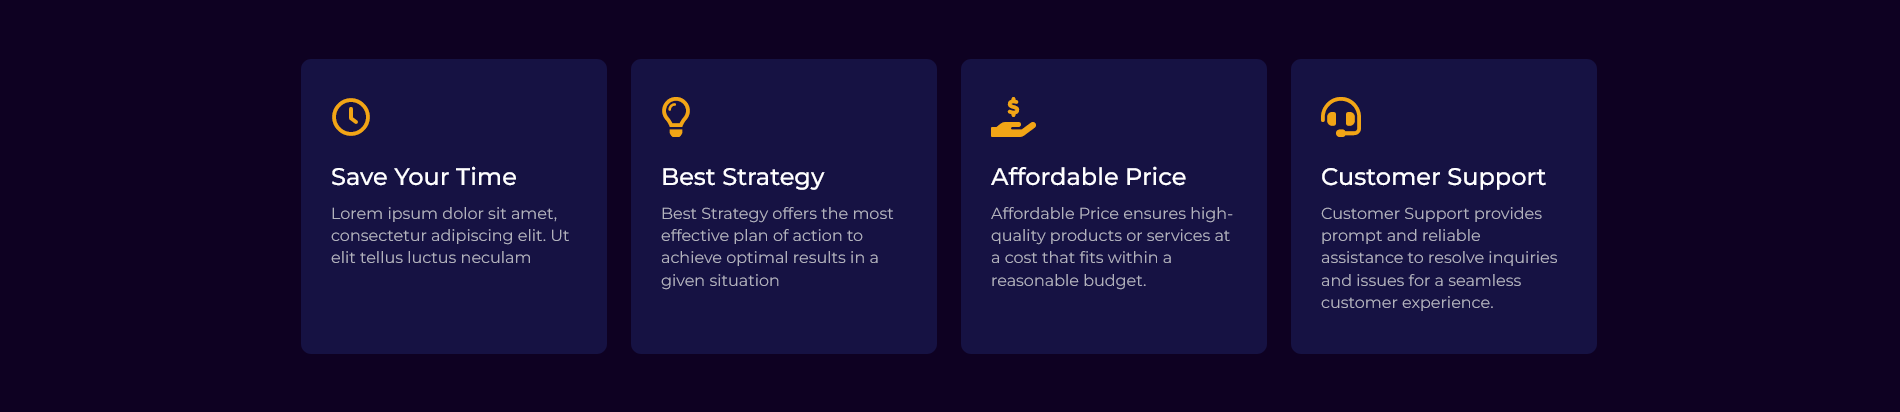 Save Your Time
Lorem ipsum dolor sit amet,
consectetur adipiscing elit. Ut
elit tellus luctus neculam
Best Strategy
Best Strategy offers the most
effective plan of action to
achieve optimal results in a
given situation
$
Affordable Price
Affordable Price ensures high-
quality products or services at
a cost that fits within a
reasonable budget.
Customer Support
Customer Support provides
prompt and reliable
assistance to resolve inquiries
and issues for a seamless
customer experience.